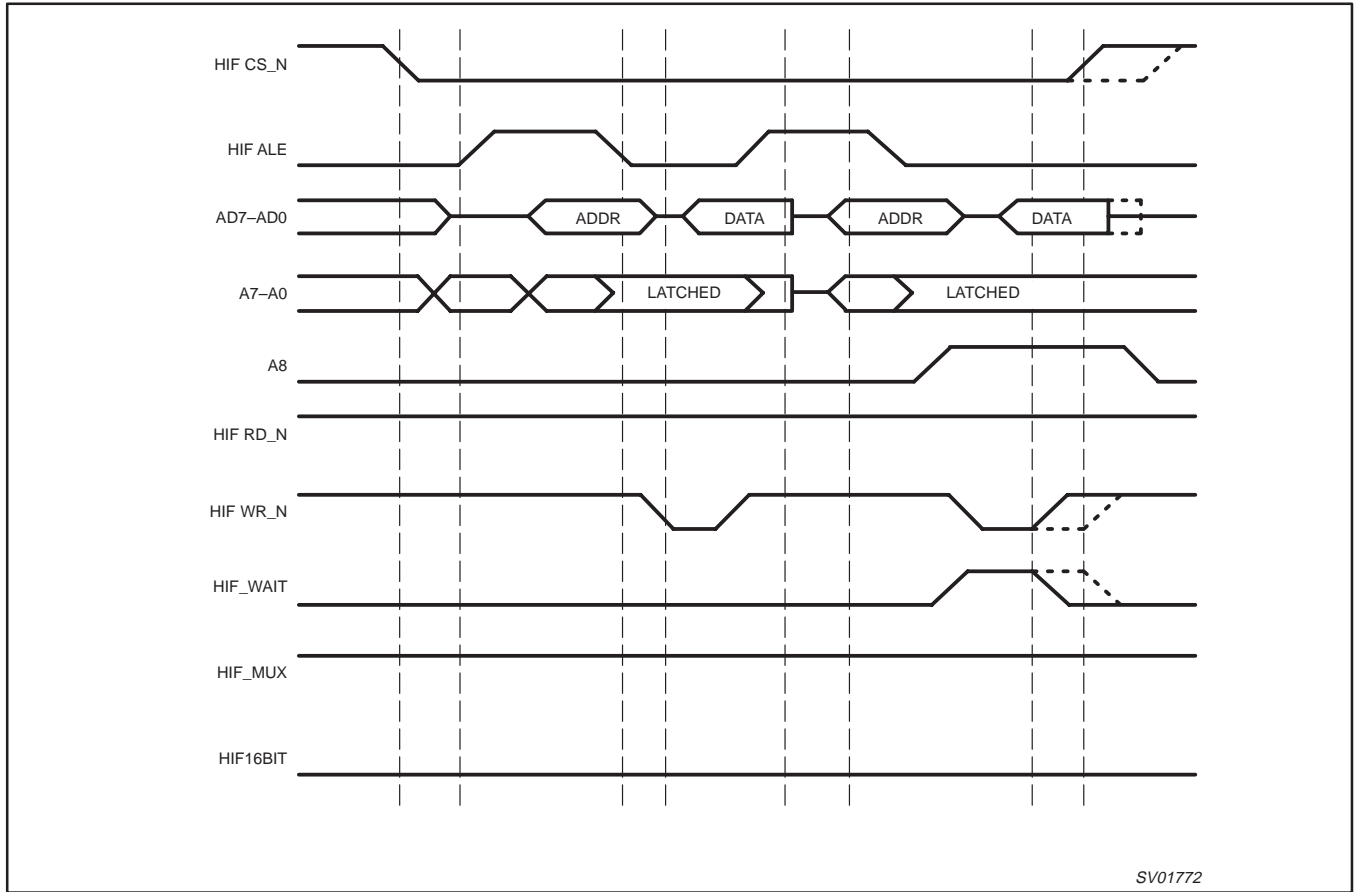 HIF CS_N
HIF ALE
AD7–AD0
ADDR DATA ADDR DATA
A7–A0
LATCHED LATCHED
A8
HIF RD_N
HIF WR_N
HIF_WAIT
HIF_MUX
HIF16BIT
SV01772